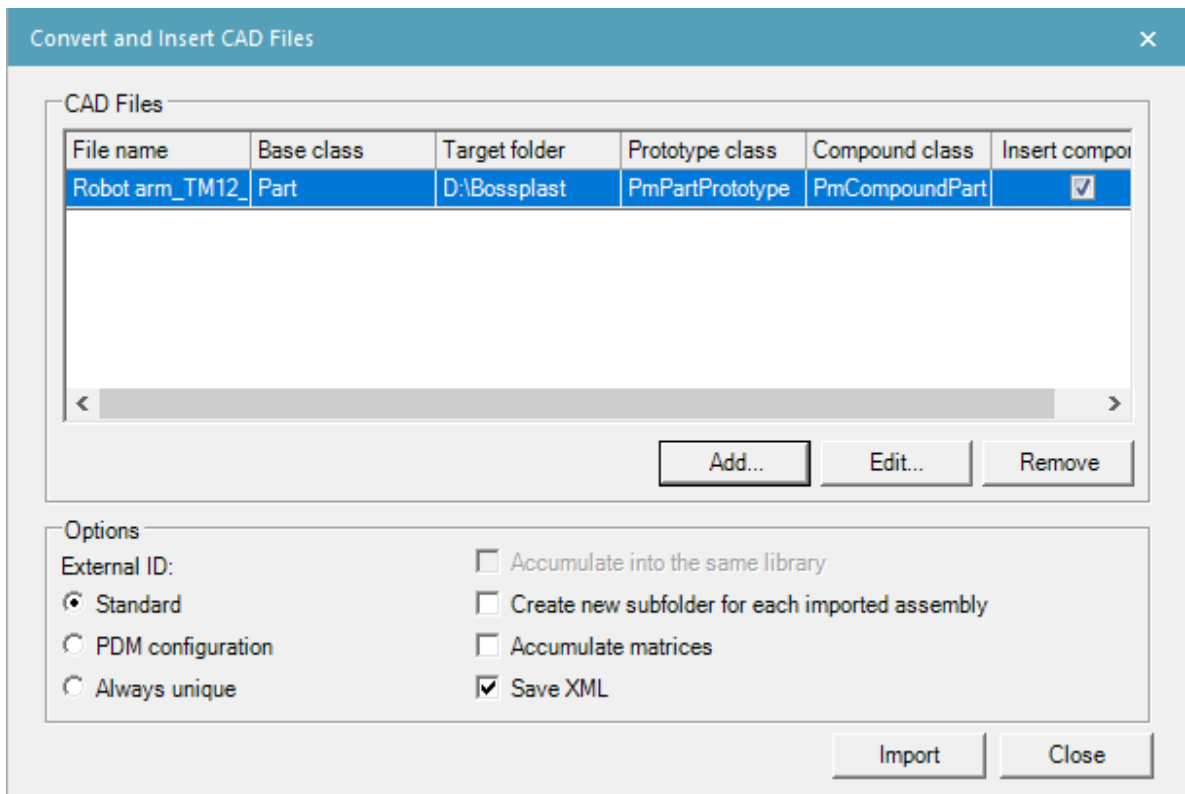 Convert and Insert CAD Files
CAD Files
File name Base class Target folder Prototype class Compound class Insert compor
Robot arm_TM12_ Part D:\Bossplast PmPartPrototype PmCompoundPart
Add... Edit... Remove
Options
External ID:
Accumulate into the same library
Standard
Create new subfolder for each imported assembly
PDM configuration
Accumulate matrices
Always unique
Save XML
Import Close